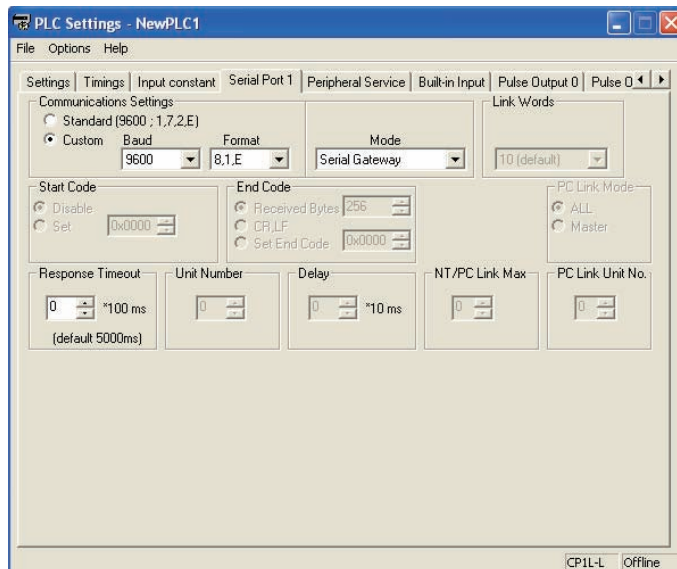 PLC Settings - NewPLC1
File Options Help
Settings Timings Input constant Serial Port 1 Peripheral Service Built-in Input Pulse Output 0 Pulse O
Communications Settings Link Words
Standard (9600 ; 1,7,2,E)
Custom Baud Format Mode
9600 8,1,E Serial Gateway 10 (default)
Start Code End Code PC Link Mode
Disable Received Bytes 256 ALL
Set 0x0000 CR,LF Master
Set End Code 0x0000
Response Timeout Unit Number Delay NT/PC Link Max PC Link Unit No.
0 *100 ms 0 0 *10 ms 0 0
(default 5000ms)
CP1L-L Offline